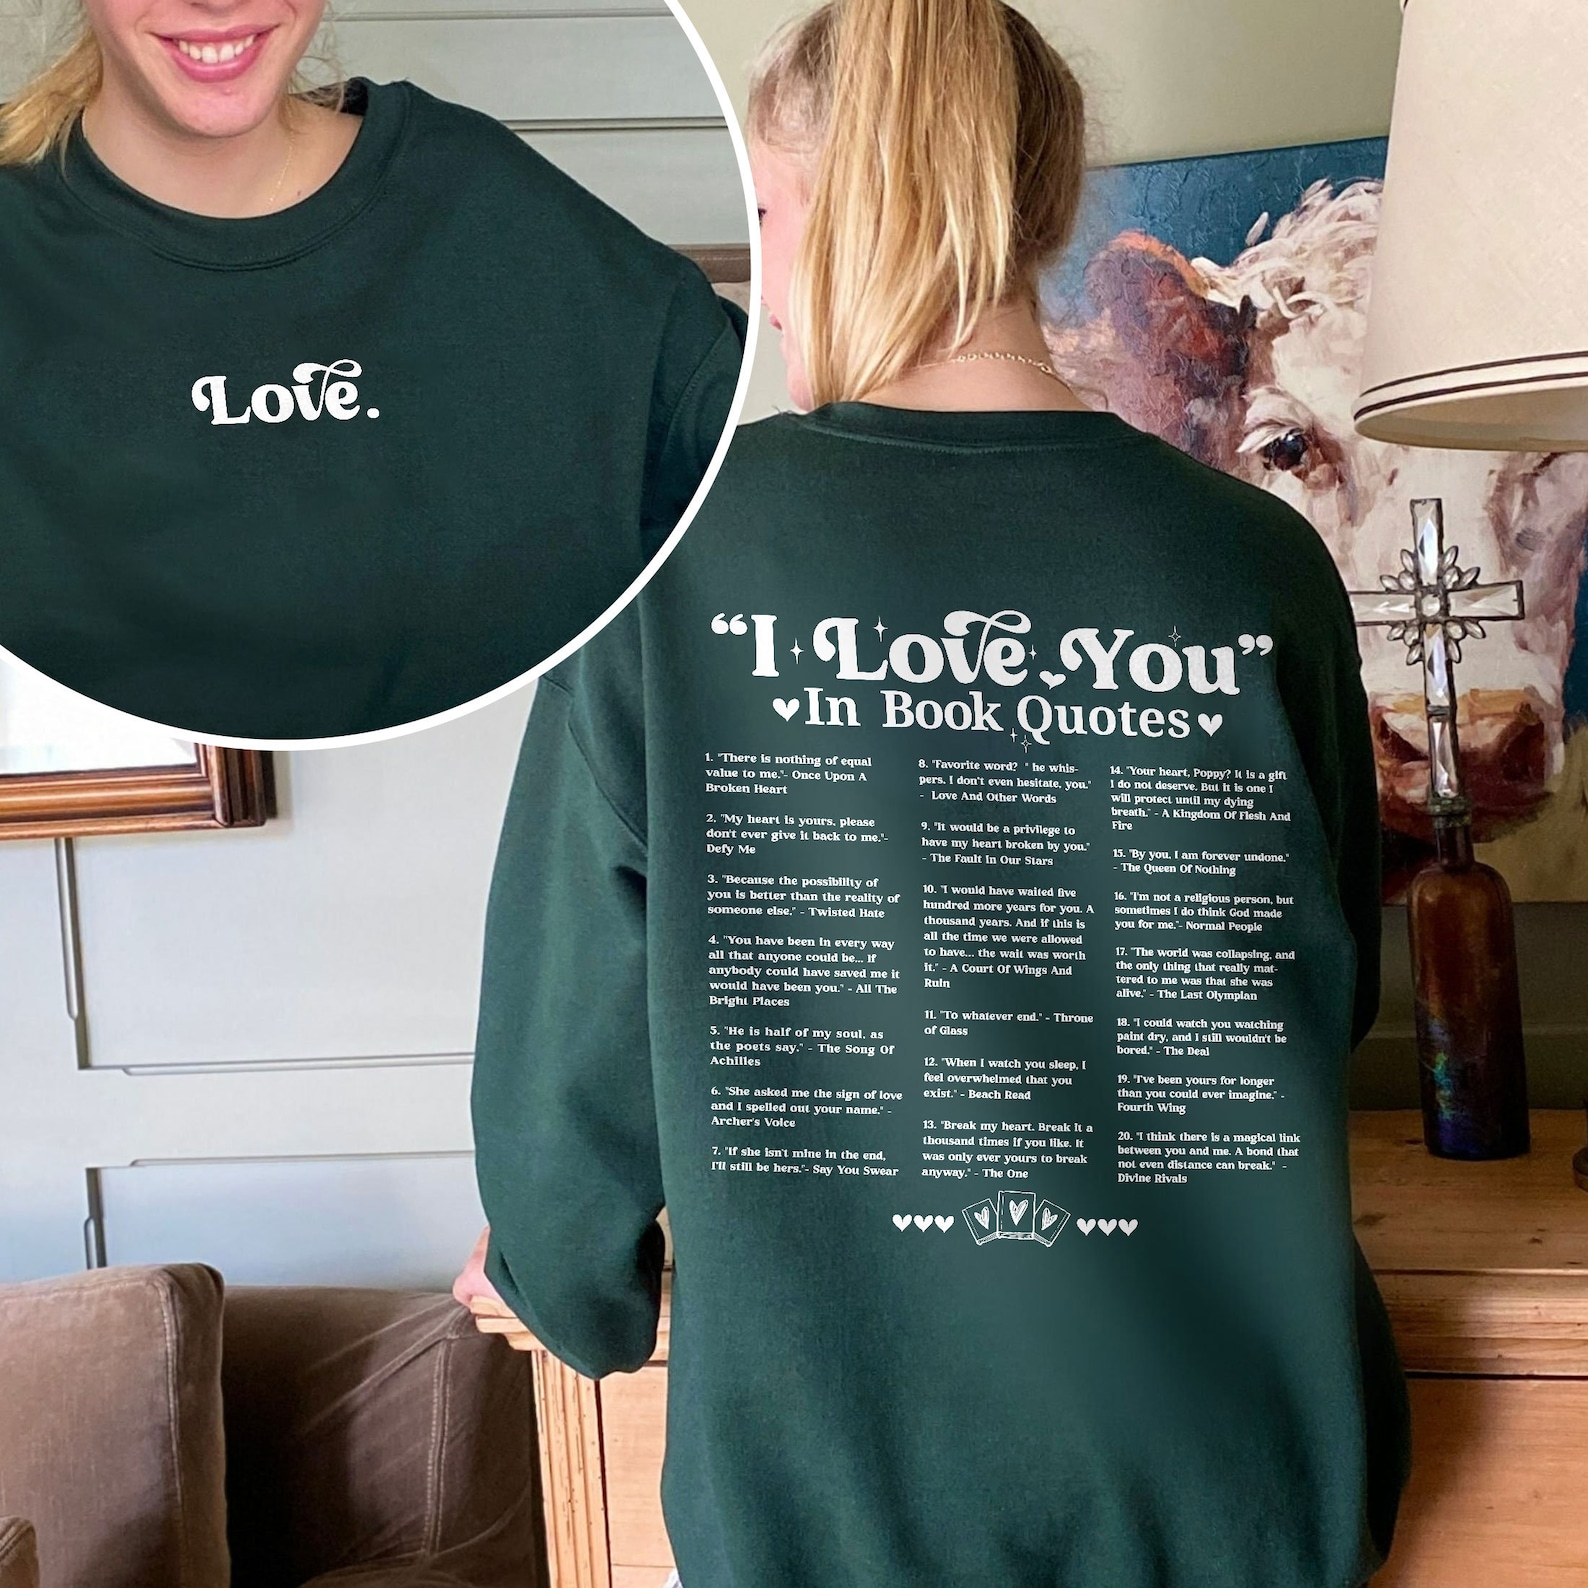 Love.
“I Love You”
In Book Quotes
1. "There is nothing of equal
value to me."- Once Upon A
Broken Heart
2. "My heart is yours, please
don't ever give it back to me."-
Defy Me
3. "Because the possibility of
you is better than the reality of
someone else." - Twisted Hate
4. "You have been in every way
all that anyone could be... If
anybody could have saved me it
would have been you." - All The
Bright Places
5. "He is half of my soul, as
the poets say." - The Song Of
Achilles
6. "She asked me the sign of love
and I spelled out your name." -
Archer's Voice
7. "If she isn't mine in the end,
I'll still be hers."- Say You Swear
8. "Favorite word? " he whis-
pers. I don't even hesitate, you."
- Love And Other Words
9. "It would be a privilege to
have my heart broken by you."
- The Fault In Our Stars
10. "I would have waited five
hundred more years for you. A
thousand years. And if this is
all the time we were allowed
to have... the wait was worth
it." - A Court Of Wings And
Ruin
11. "To whatever end." - Throne
of Glass
12. "When I watch you sleep, I
feel overwhelmed that you
exist." - Beach Read
13. "Break my heart. Break it a
thousand times if you like. It
was only ever yours to break
anyway." - The One
14. "Your heart, Poppy? It is a gift
I do not deserve. But it is one I
will protect until my dying
breath." - A Kingdom Of Flesh And
Fire
15. "By you, I am forever undone."
- The Queen Of Nothing
16. "I'm not a religious person, but
sometimes I do think God made
you for me."- Normal People
17. "The world was collapsing, and
the only thing that really mat-
tered to me was that she was
alive." - The Last Olympian
18. "I could watch you watching
paint dry, and I still wouldn't be
bored." - The Deal
19. "I've been yours for longer
than you could ever imagine." -
Fourth Wing
20. "I think there is a magical link
between you and me. A bond that
not even distance can break." -
Divine Rivals